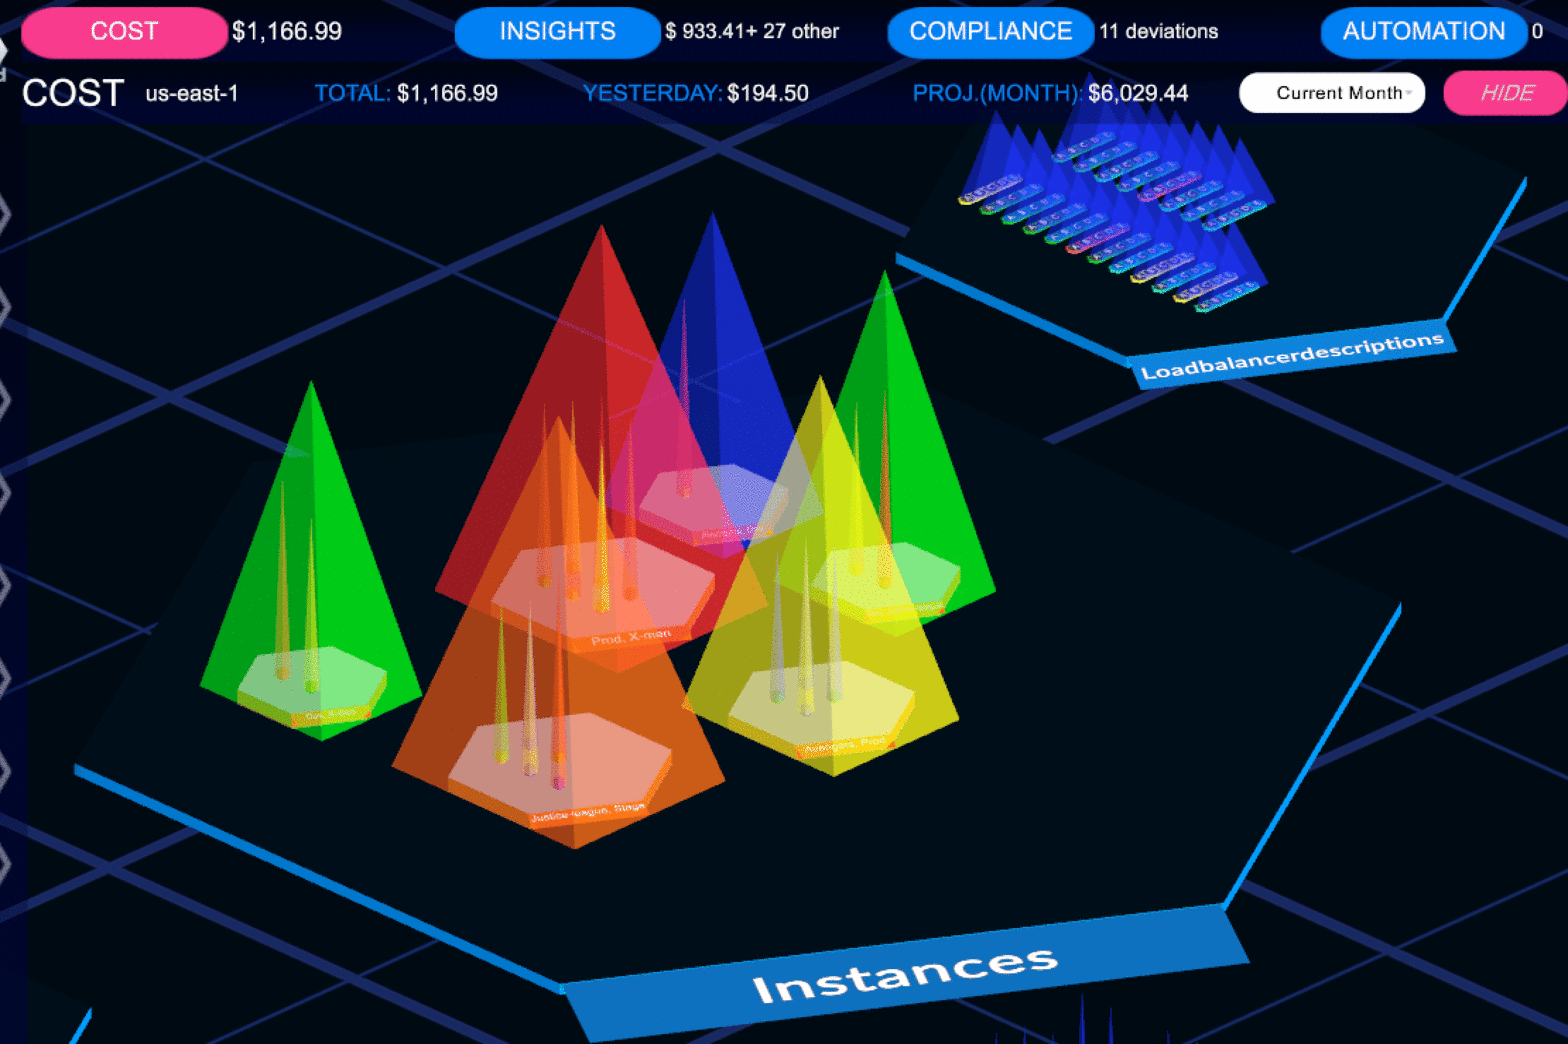 COST $1,166.99 INSIGHTS $ 933.41+ 27 other COMPLIANCE 11 deviations AUTOMATION 0
COST us-east-1 TOTAL: $1,166.99 YESTERDAY: $194.50 PROJ.(MONTH): $6,029.44 Current Month HIDE
Loadbalancerdescriptions
Prod, X-men
Avengers, Prod
Justice-league, Stage
Instances